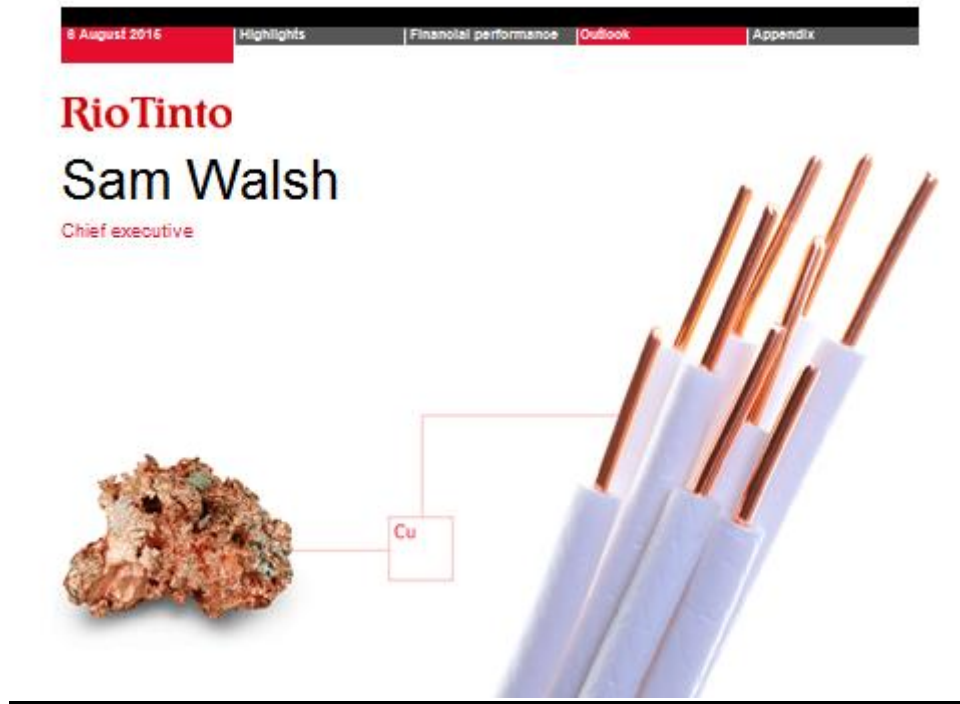 6 August 2015 Highlights Financial performance Outlook Appendix
RioTinto
Sam Walsh
Chief executive
Cu